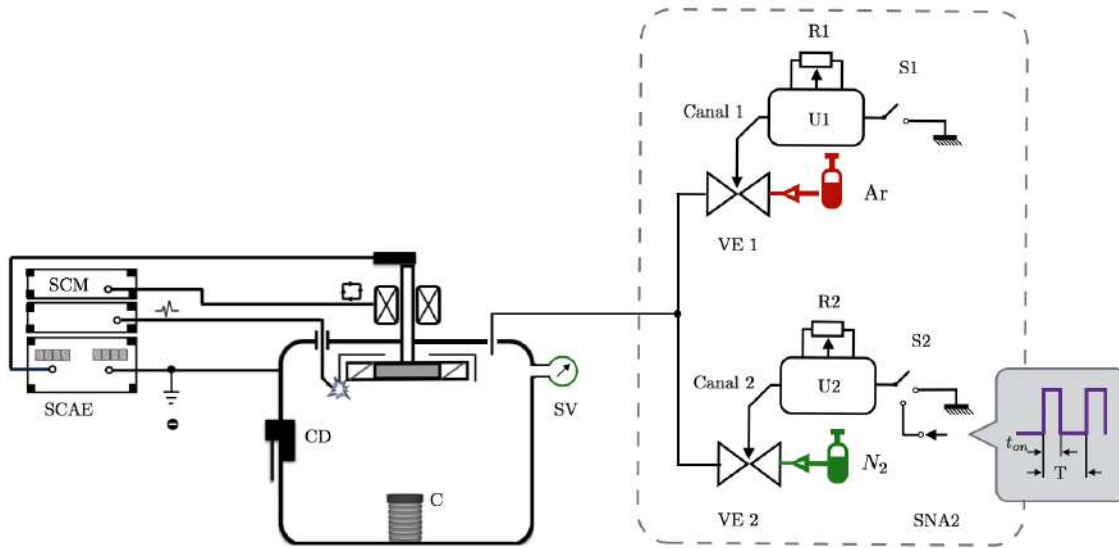 R1
S1
Canal 1
U1
Ar
VE 1
SCM
R2
S2
Canal 2
U2
SCAE
SV
CD
t_on
T
N_2
C
VE 2
SNA2